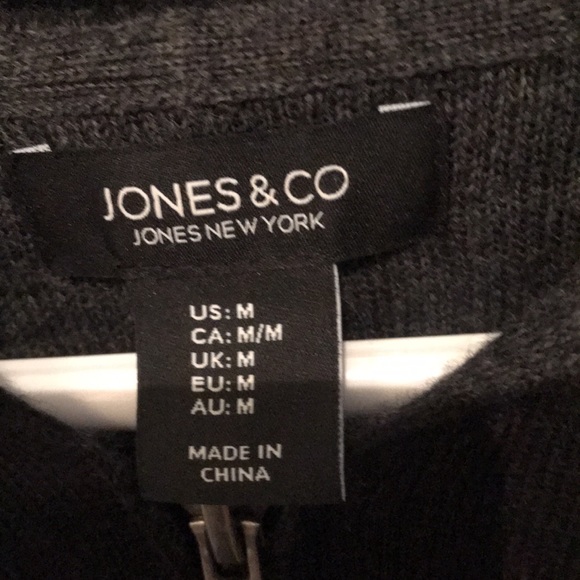 JONES & CO
JONES NEW YORK
US: M
CA: M/M
UK: M
EU: M
AU: M
MADE IN
CHINA